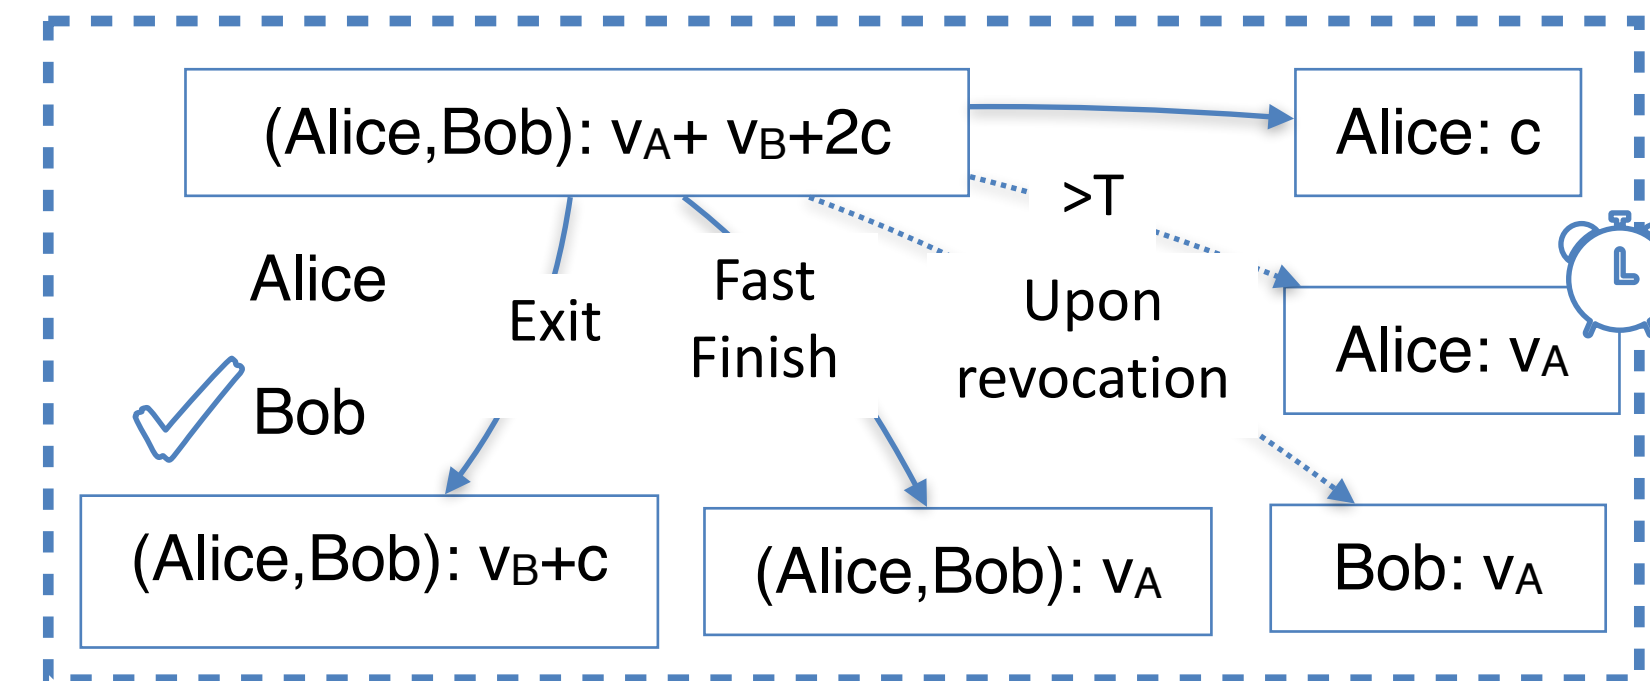 (Alice,Bob): vA+ vB+2c
Alice: c
>T
Alice
Exit
Fast
Finish
Upon
revocation
Alice: vA
Bob
(Alice,Bob): vB+c
(Alice,Bob): vA
Bob: vA